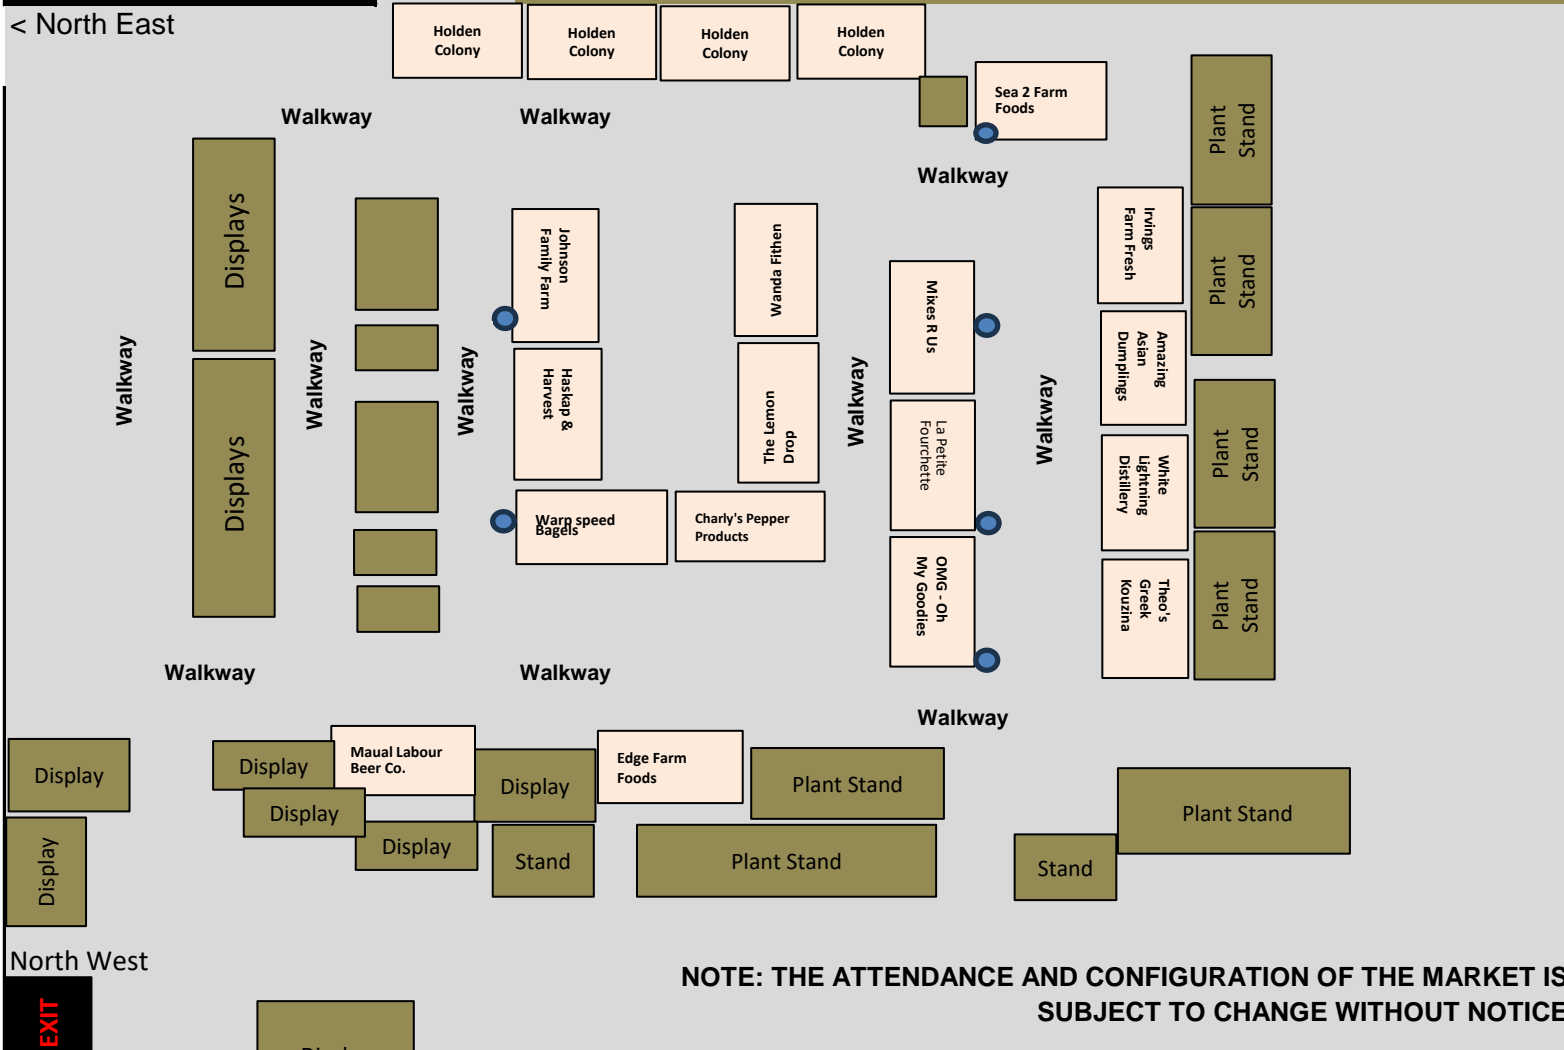 < North East
Holden
Colony
Holden
Colony
Holden
Colony
Holden
Colony
Sea 2 Farm
Foods
Walkway
Walkway
Walkway
Plant
Stand
Displays
Johnson
Family Farm
Wanda Fithen
Mixes R Us
Irvings
Farm Fresh
Plant
Stand
Walkway
Walkway
Walkway
Haskap &
Harvest
The Lemon
Drop
Walkway
La Petite
Fourchette
Walkway
Amazing
Asian
Dumplings
Displays
Warp speed
Bagels
Charly's Pepper
Products
White
Lightning
Distillery
Plant
Stand
OMG - Oh
My Goodies
Theo's
Greek
Kouzina
Plant
Stand
Walkway
Walkway
Walkway
Display
Display
Maual Labour
Beer Co.
Display
Edge Farm
Foods
Plant Stand
Display
Plant Stand
Display
Display
Stand
Plant Stand
Stand
North West
EXIT
NOTE: THE ATTENDANCE AND CONFIGURATION OF THE MARKET IS
SUBJECT TO CHANGE WITHOUT NOTICE